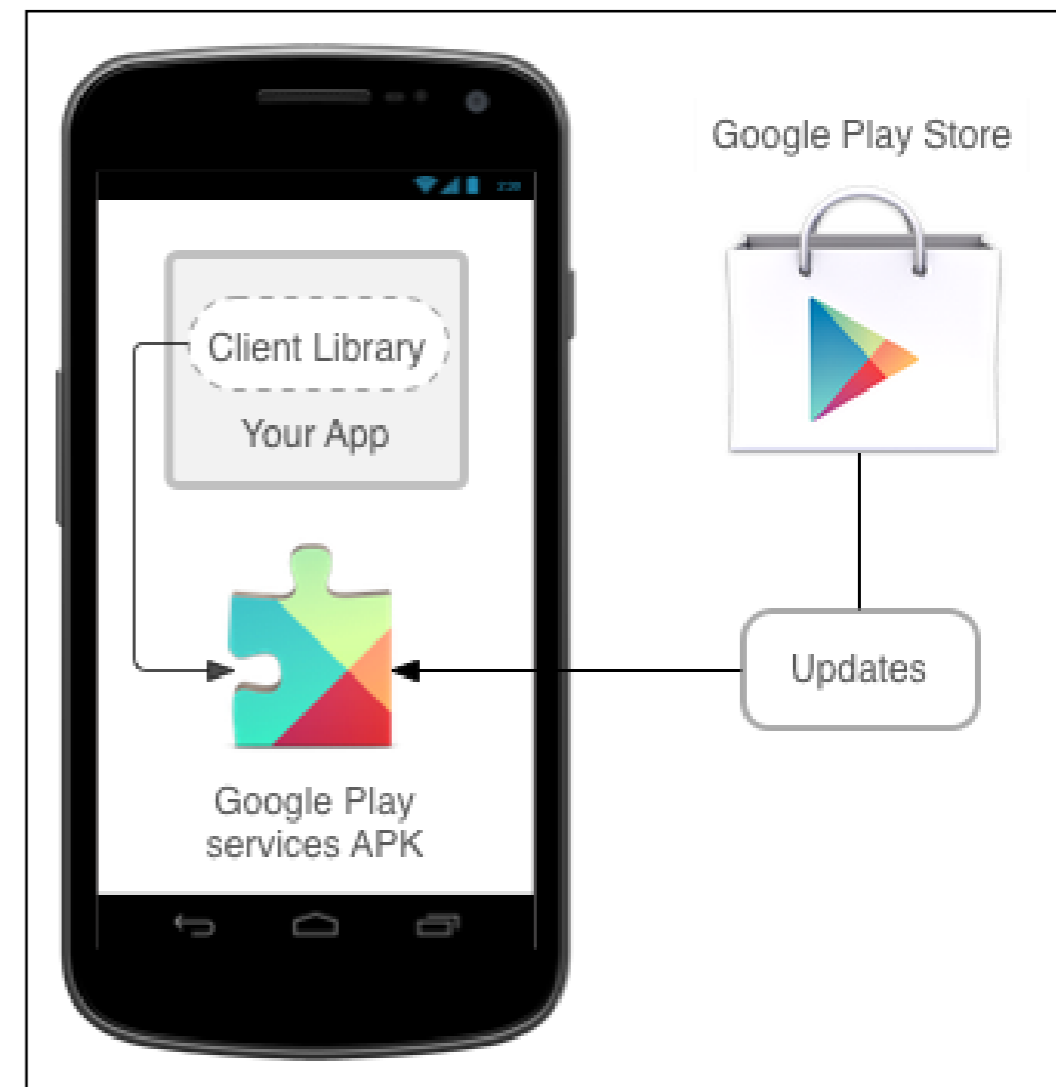 Google Play Store
Client Library
Your App
Updates
Google Play
services APK